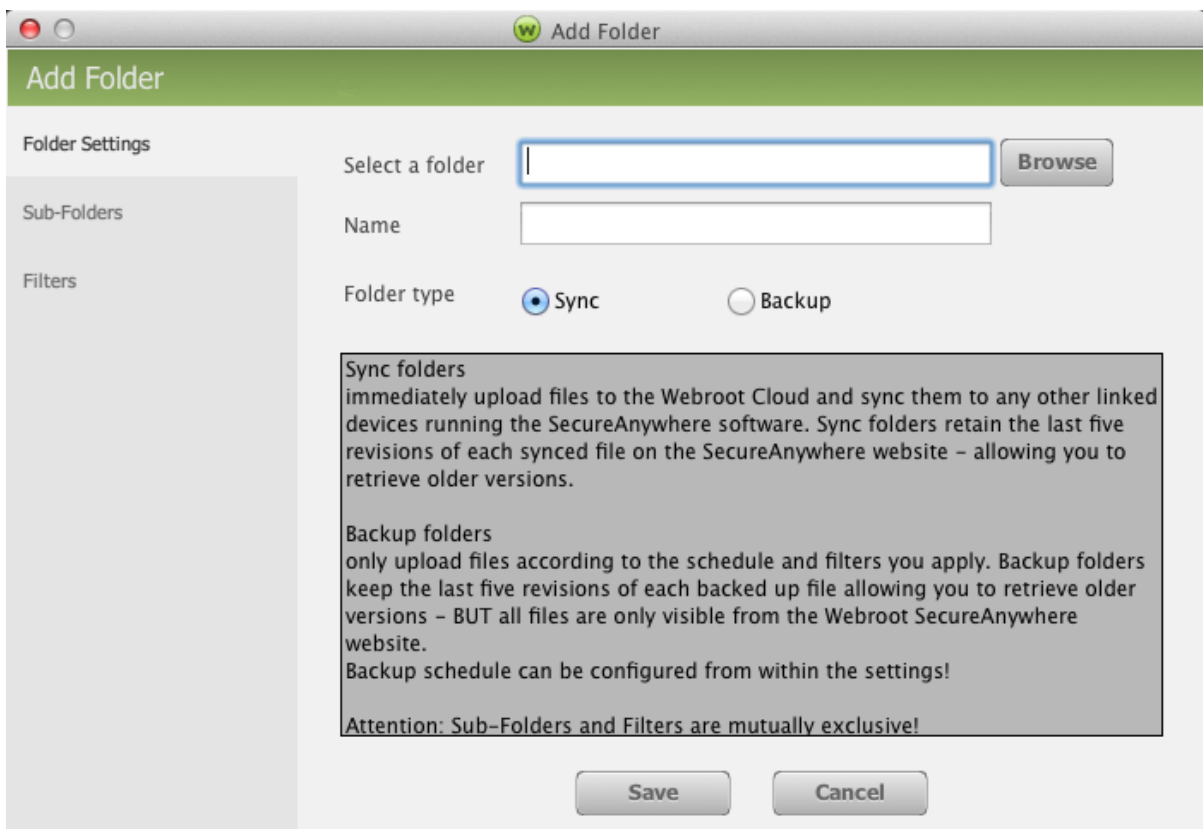 w Add Folder
Add Folder
Folder Settings
Sub-Folders
Filters
Select a folder
Browse
Name
Folder type
Sync
Backup
Sync folders
immediately upload files to the Webroot Cloud and sync them to any other linked
devices running the SecureAnywhere software. Sync folders retain the last five
revisions of each synced file on the SecureAnywhere website – allowing you to
retrieve older versions.
Backup folders
only upload files according to the schedule and filters you apply. Backup folders
keep the last five revisions of each backed up file allowing you to retrieve older
versions – BUT all files are only visible from the Webroot SecureAnywhere
website.
Backup schedule can be configured from within the settings!
Attention: Sub-Folders and Filters are mutually exclusive!
Save
Cancel